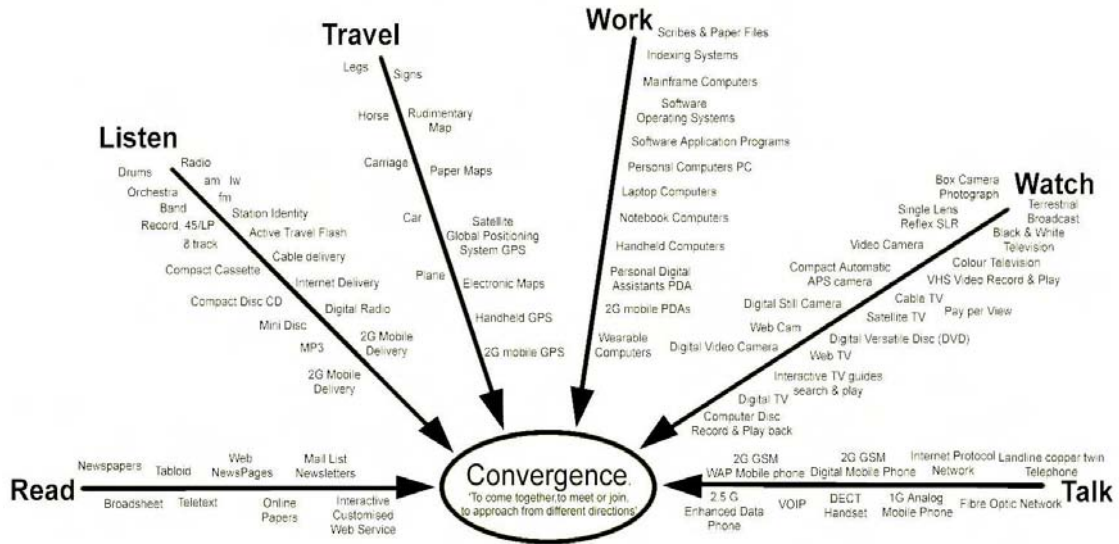 Listen
Drums
Orchestra
Band
Record, 45/LP
8 track
Compact Cassette
Compact Disc CD
Mini Disc
MP3
2G Mobile
Delivery
Radio
am lw
fm
Station Identity
Active Travel Flash
Cable delivery
Internet Delivery
Digital Radio
2G Mobile
Delivery
Travel
Legs
Horse
Carriage
Car
Plane
Signs
Rudimentary
Map
Paper Maps
Satellite
Global Positioning
System GPS
Electronic Maps
Handheld GPS
2G mobile GPS
Work
Scribes & Paper Files
Indexing Systems
Mainframe Computers
Software
Operating Systems
Software Application Programs
Personal Computers PC
Laptop Computers
Notebook Computers
Handheld Computers
Personal Digital
Assistants PDA
2G mobile PDAs
Wearable
Computers
Watch
Box Camera
Photograph
Single Lens
Reflex SLR
Video Camera
Compact Automatic
APS camera
Digital Still Camera
Web Cam
Digital Video Camera
Terrestrial
Broadcast
Black & White
Television
Colour Television
VHS Video Record & Play
Cable TV
Pay per View
Satellite TV
Digital Versatile Disc (DVD)
Web TV
Interactive TV guides
search & play
Digital TV
Computer Disc
Record & Play back
Read
Newspapers
Tabloid
Web
NewsPages
Mail List
Newsletters
Broadsheet
Teletext
Online
Papers
Interactive
Customised
Web Service
Convergence.
'To come together,to meet or join,
to approach from different directions'
Talk
2G GSM
WAP Mobile phone
2G GSM
Digital Mobile Phone
Internet Protocol
Network
Landline copper twin
Telephone
2.5 G
Enhanced Data
Phone
VOIP
DECT
Handset
1G Analog
Mobile Phone
Fibre Optic Network